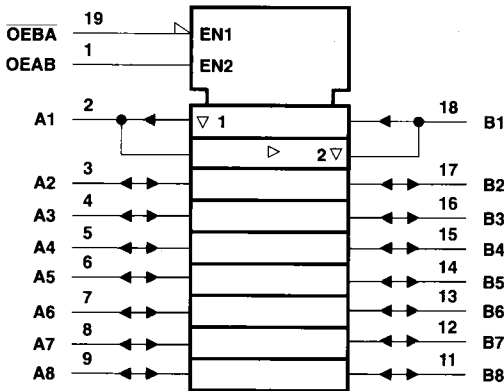 OEBA 19 EN1
OEAB 1 EN2
A1 2 1 18 B1
2
A2 3 17 B2
A3 4 16 B3
A4 5 15 B4
A5 6 14 B5
A6 7 13 B6
A7 8 12 B7
A8 9 11 B8